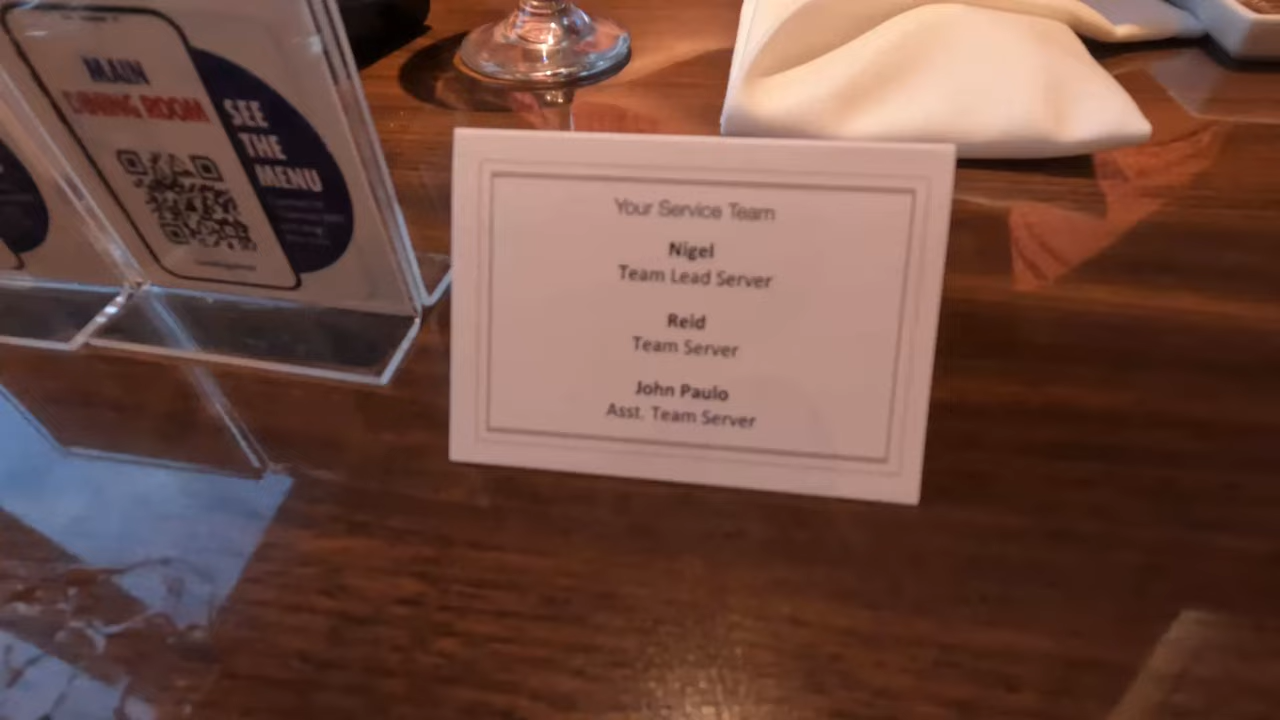 MAIN
DINING ROOM
SEE
THE
MENU
Your Service Team
Nigel
Team Lead Server
Reid
Team Server
John Paulo
Asst. Team Server